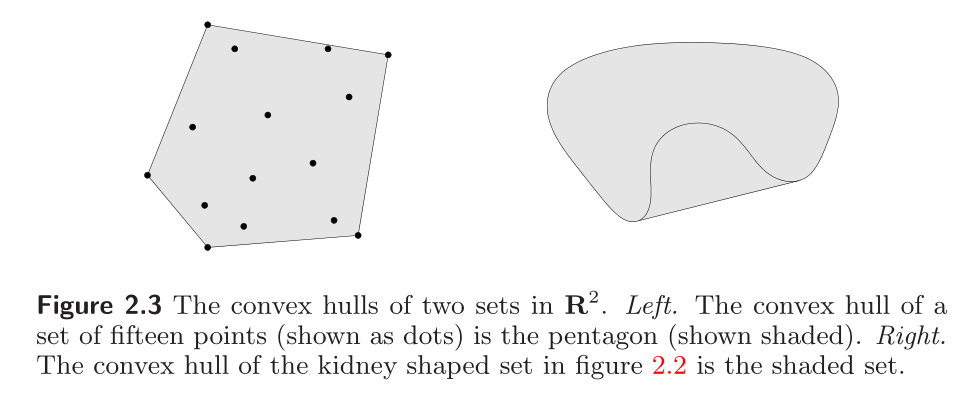 Figure 2.3 The convex hulls of two sets in R². Left. The convex hull of a
set of fifteen points (shown as dots) is the pentagon (shown shaded). Right.
The convex hull of the kidney shaped set in figure 2.2 is the shaded set.